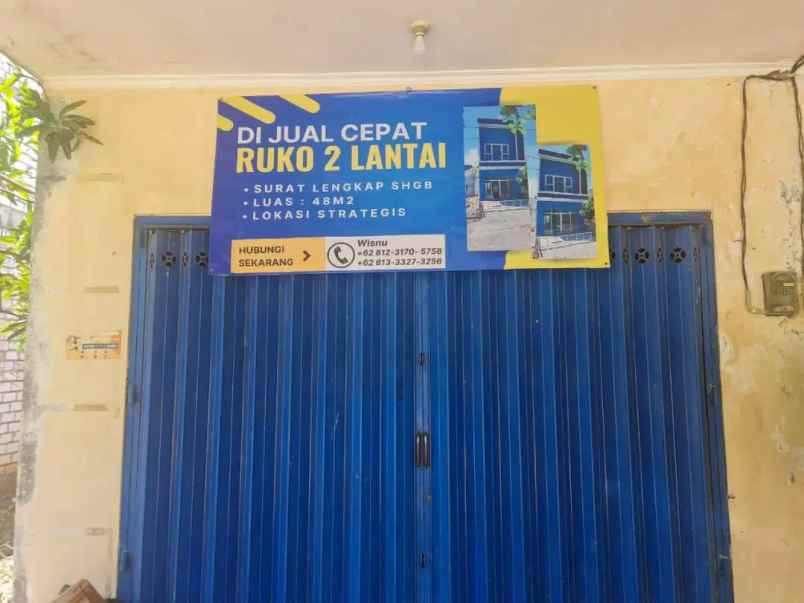 DI JUAL CEPAT
RUKO 2 LANTAI
• SURAT LENGKAP SHGB
• LUAS : 48M2
• LOKASI STRATEGIS
HUBUNGI
SEKARANG
Wisnu
+62 812-3170- 5758
+62 813-3327-3256